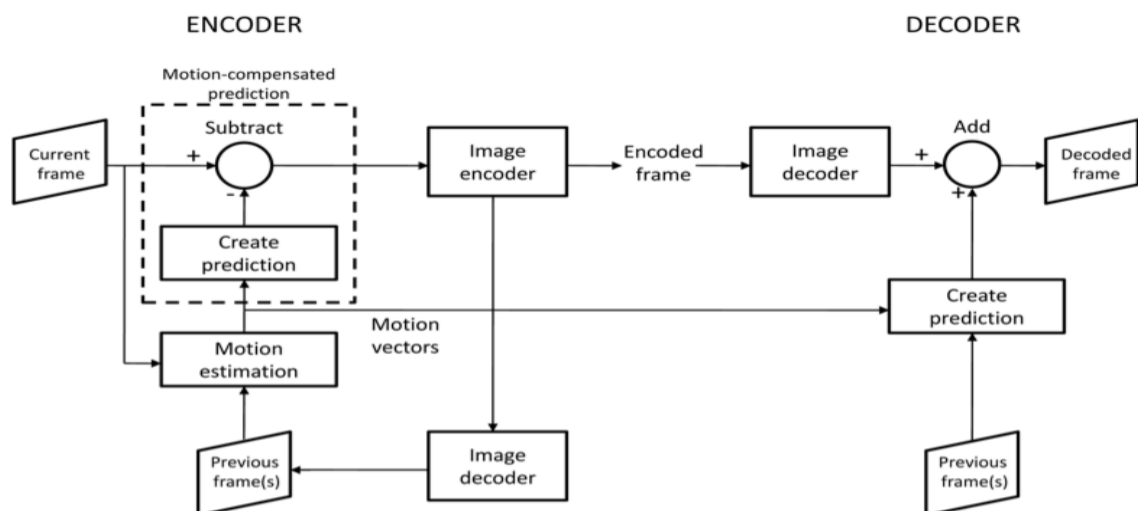 ENCODER
DECODER
Motion-compensated
prediction
Subtract
Add
Current
frame
+
Image
encoder
Encoded
frame
Image
decoder
+
Decoded
frame
-
+
Create
prediction
Create
prediction
Motion
vectors
Motion
estimation
Previous
frame(s)
Image
decoder
Previous
frame(s)